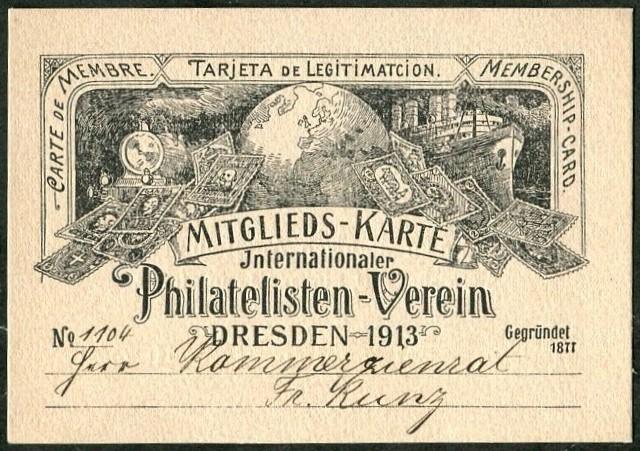 CARTE DE MEMBRE.
TARJETA DE LEGITIMATCION.
MEMBERSHIP-CARD.
MITGLIEDS-KARTE
Internationaler
Philatelisten-Verein
DRESDEN 1913
No 1104
Gegründet
1877
Herr Kommerzienrat
Fr. Kunz